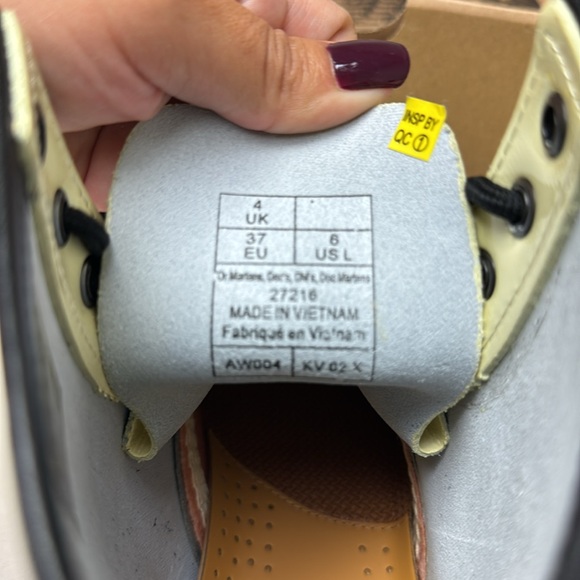 INSP BY
QC 1
4
UK
37 6
EU US L
Dr. Martens, Doc's, DM's, Doc Martens
27216
MADE IN VIETNAM
Fabriqué en Vietnam
AW004 KV 02 X